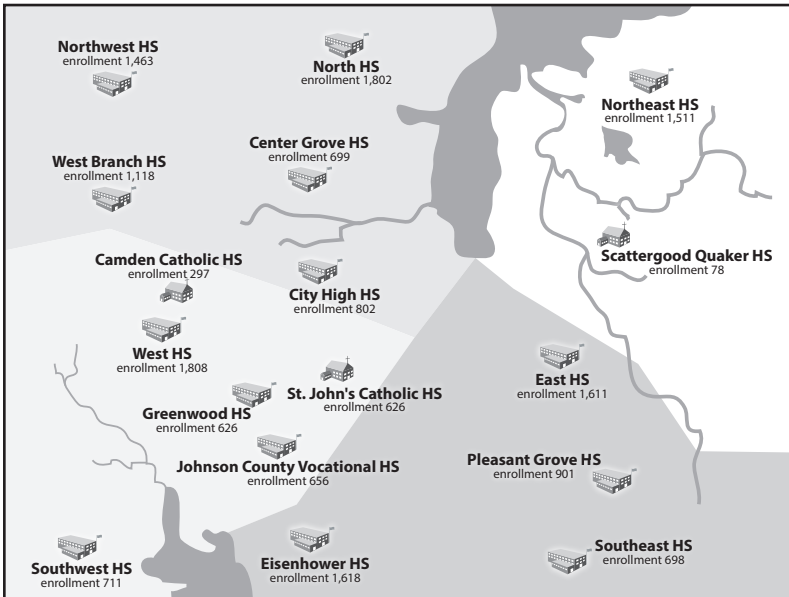 Northwest HS
enrollment 1,463
North HS
enrollment 1,802
Northeast HS
enrollment 1,511
Center Grove HS
enrollment 699
West Branch HS
enrollment 1,118
Scattergood Quaker HS
enrollment 78
Camden Catholic HS
enrollment 297
City High HS
enrollment 802
West HS
enrollment 1,808
East HS
enrollment 1,611
St. John's Catholic HS
enrollment 626
Greenwood HS
enrollment 626
Johnson County Vocational HS
enrollment 656
Pleasant Grove HS
enrollment 901
Southwest HS
enrollment 711
Eisenhower HS
enrollment 1,618
Southeast HS
enrollment 698